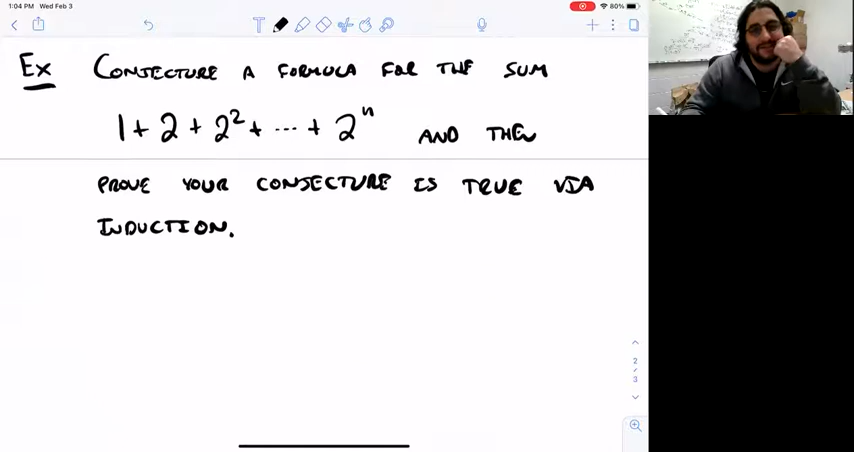 1:04 PM Wed Feb 3
80%
Ex CONJECTURE A FORMULA FOR THE SUM
1 + 2 + 2² + ··· + 2ⁿ AND THEN
PROVE YOUR CONJECTURE IS TRUE VIA
INDUCTION.
2
/
3